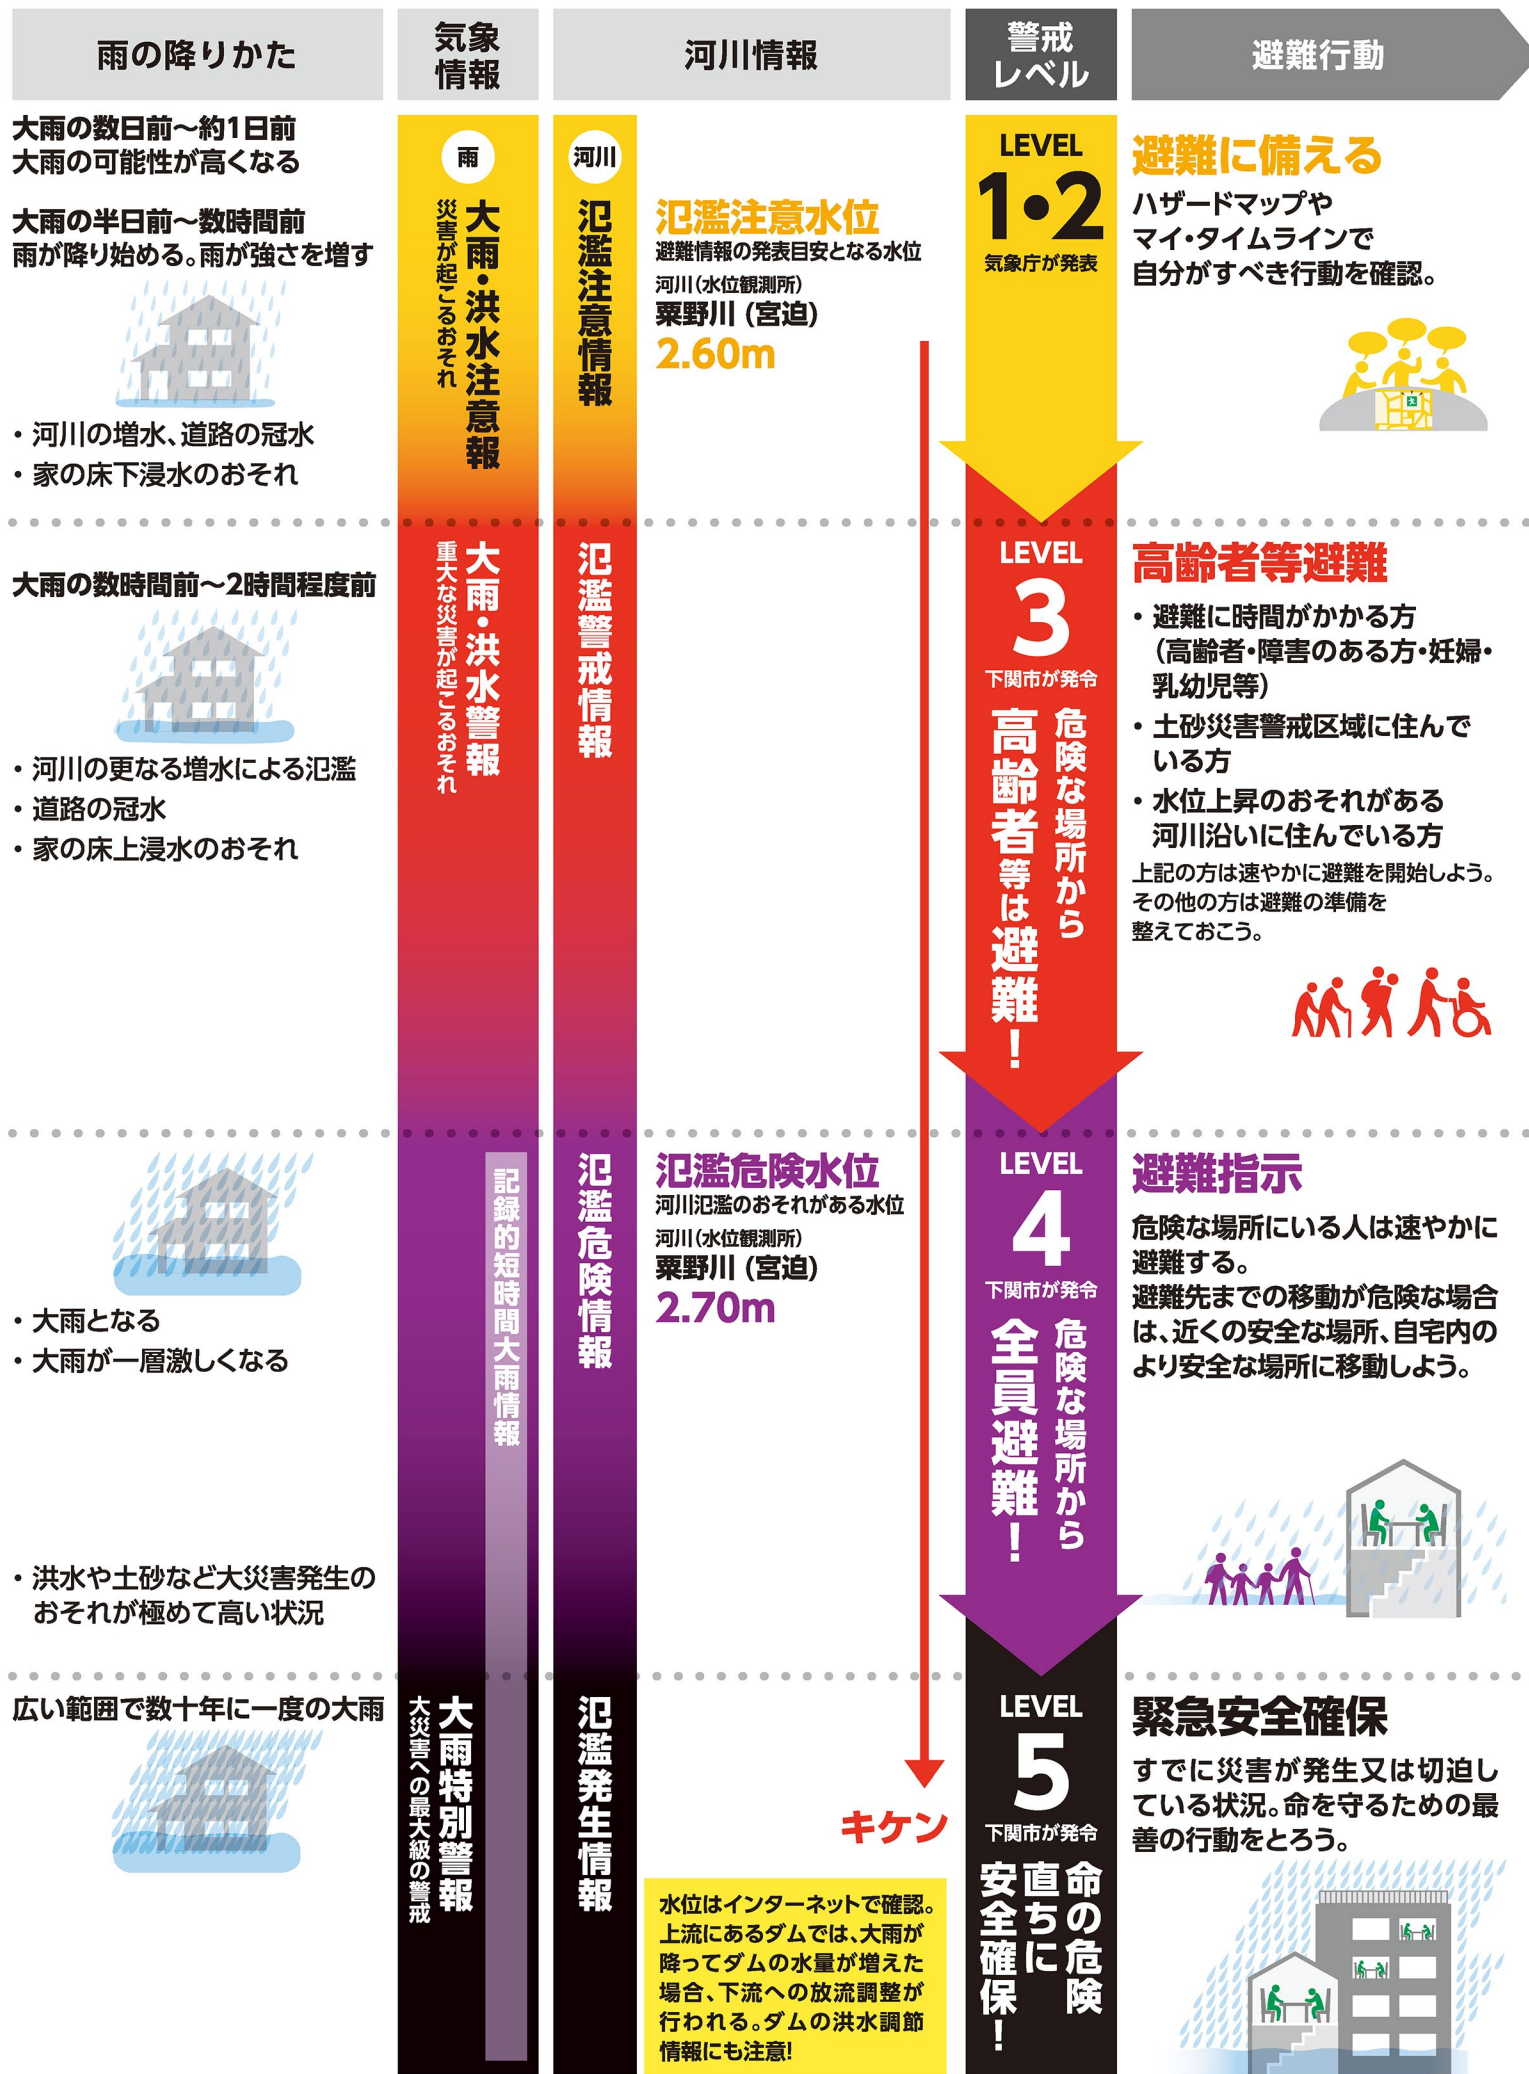 雨の降りかた
気象
情報
河川情報
警戒
レベル
避難行動
大雨の数日前〜約1日前
大雨の可能性が高くなる
大雨の半日前〜数時間前
雨が降り始める。雨が強さを増す
・河川の増水、道路の冠水
・家の床下浸水のおそれ
雨
大雨・洪水注意報
災害が起こるおそれ
河川
氾濫注意情報
氾濫注意水位
避難情報の発表目安となる水位
河川(水位観測所)
粟野川 (宮迫)
2.60m
LEVEL
1•2
気象庁が発表
避難に備える
ハザードマップや
マイ・タイムラインで
自分がすべき行動を確認。
大雨の数時間前〜2時間程度前
・河川の更なる増水による氾濫
・道路の冠水
・家の床上浸水のおそれ
大雨・洪水警報
重大な災害が起こるおそれ
氾濫警戒情報
LEVEL
3
下関市が発令
危険な場所から
高齢者等は避難!
高齢者等避難
・避難に時間がかかる方
(高齢者・障害のある方・妊婦・
乳幼児等)
・土砂災害警戒区域に住んで
いる方
・水位上昇のおそれがある
河川沿いに住んでいる方
上記の方は速やかに避難を開始しよう。
その他の方は避難の準備を
整えておこう。
・大雨となる
・大雨が一層激しくなる
・洪水や土砂など大災害発生の
おそれが極めて高い状況
記録的短時間大雨情報
氾濫危険情報
氾濫危険水位
河川氾濫のおそれがある水位
河川(水位観測所)
粟野川 (宮迫)
2.70m
LEVEL
4
下関市が発令
危険な場所から
全員避難!
避難指示
危険な場所にいる人は速やかに
避難する。
避難先までの移動が危険な場合
は、近くの安全な場所、自宅内の
より安全な場所に移動しよう。
広い範囲で数十年に一度の大雨
大雨特別警報
大災害への最大級の警戒
氾濫発生情報
キケン
水位はインターネットで確認。
上流にあるダムでは、大雨が
降ってダムの水量が増えた
場合、下流への放流調整が
行われる。ダムの洪水調節
情報にも注意!
LEVEL
5
下関市が発令
命の危険
直ちに
安全確保!
緊急安全確保
すでに災害が発生又は切迫し
ている状況。命を守るための最
善の行動をとろう。